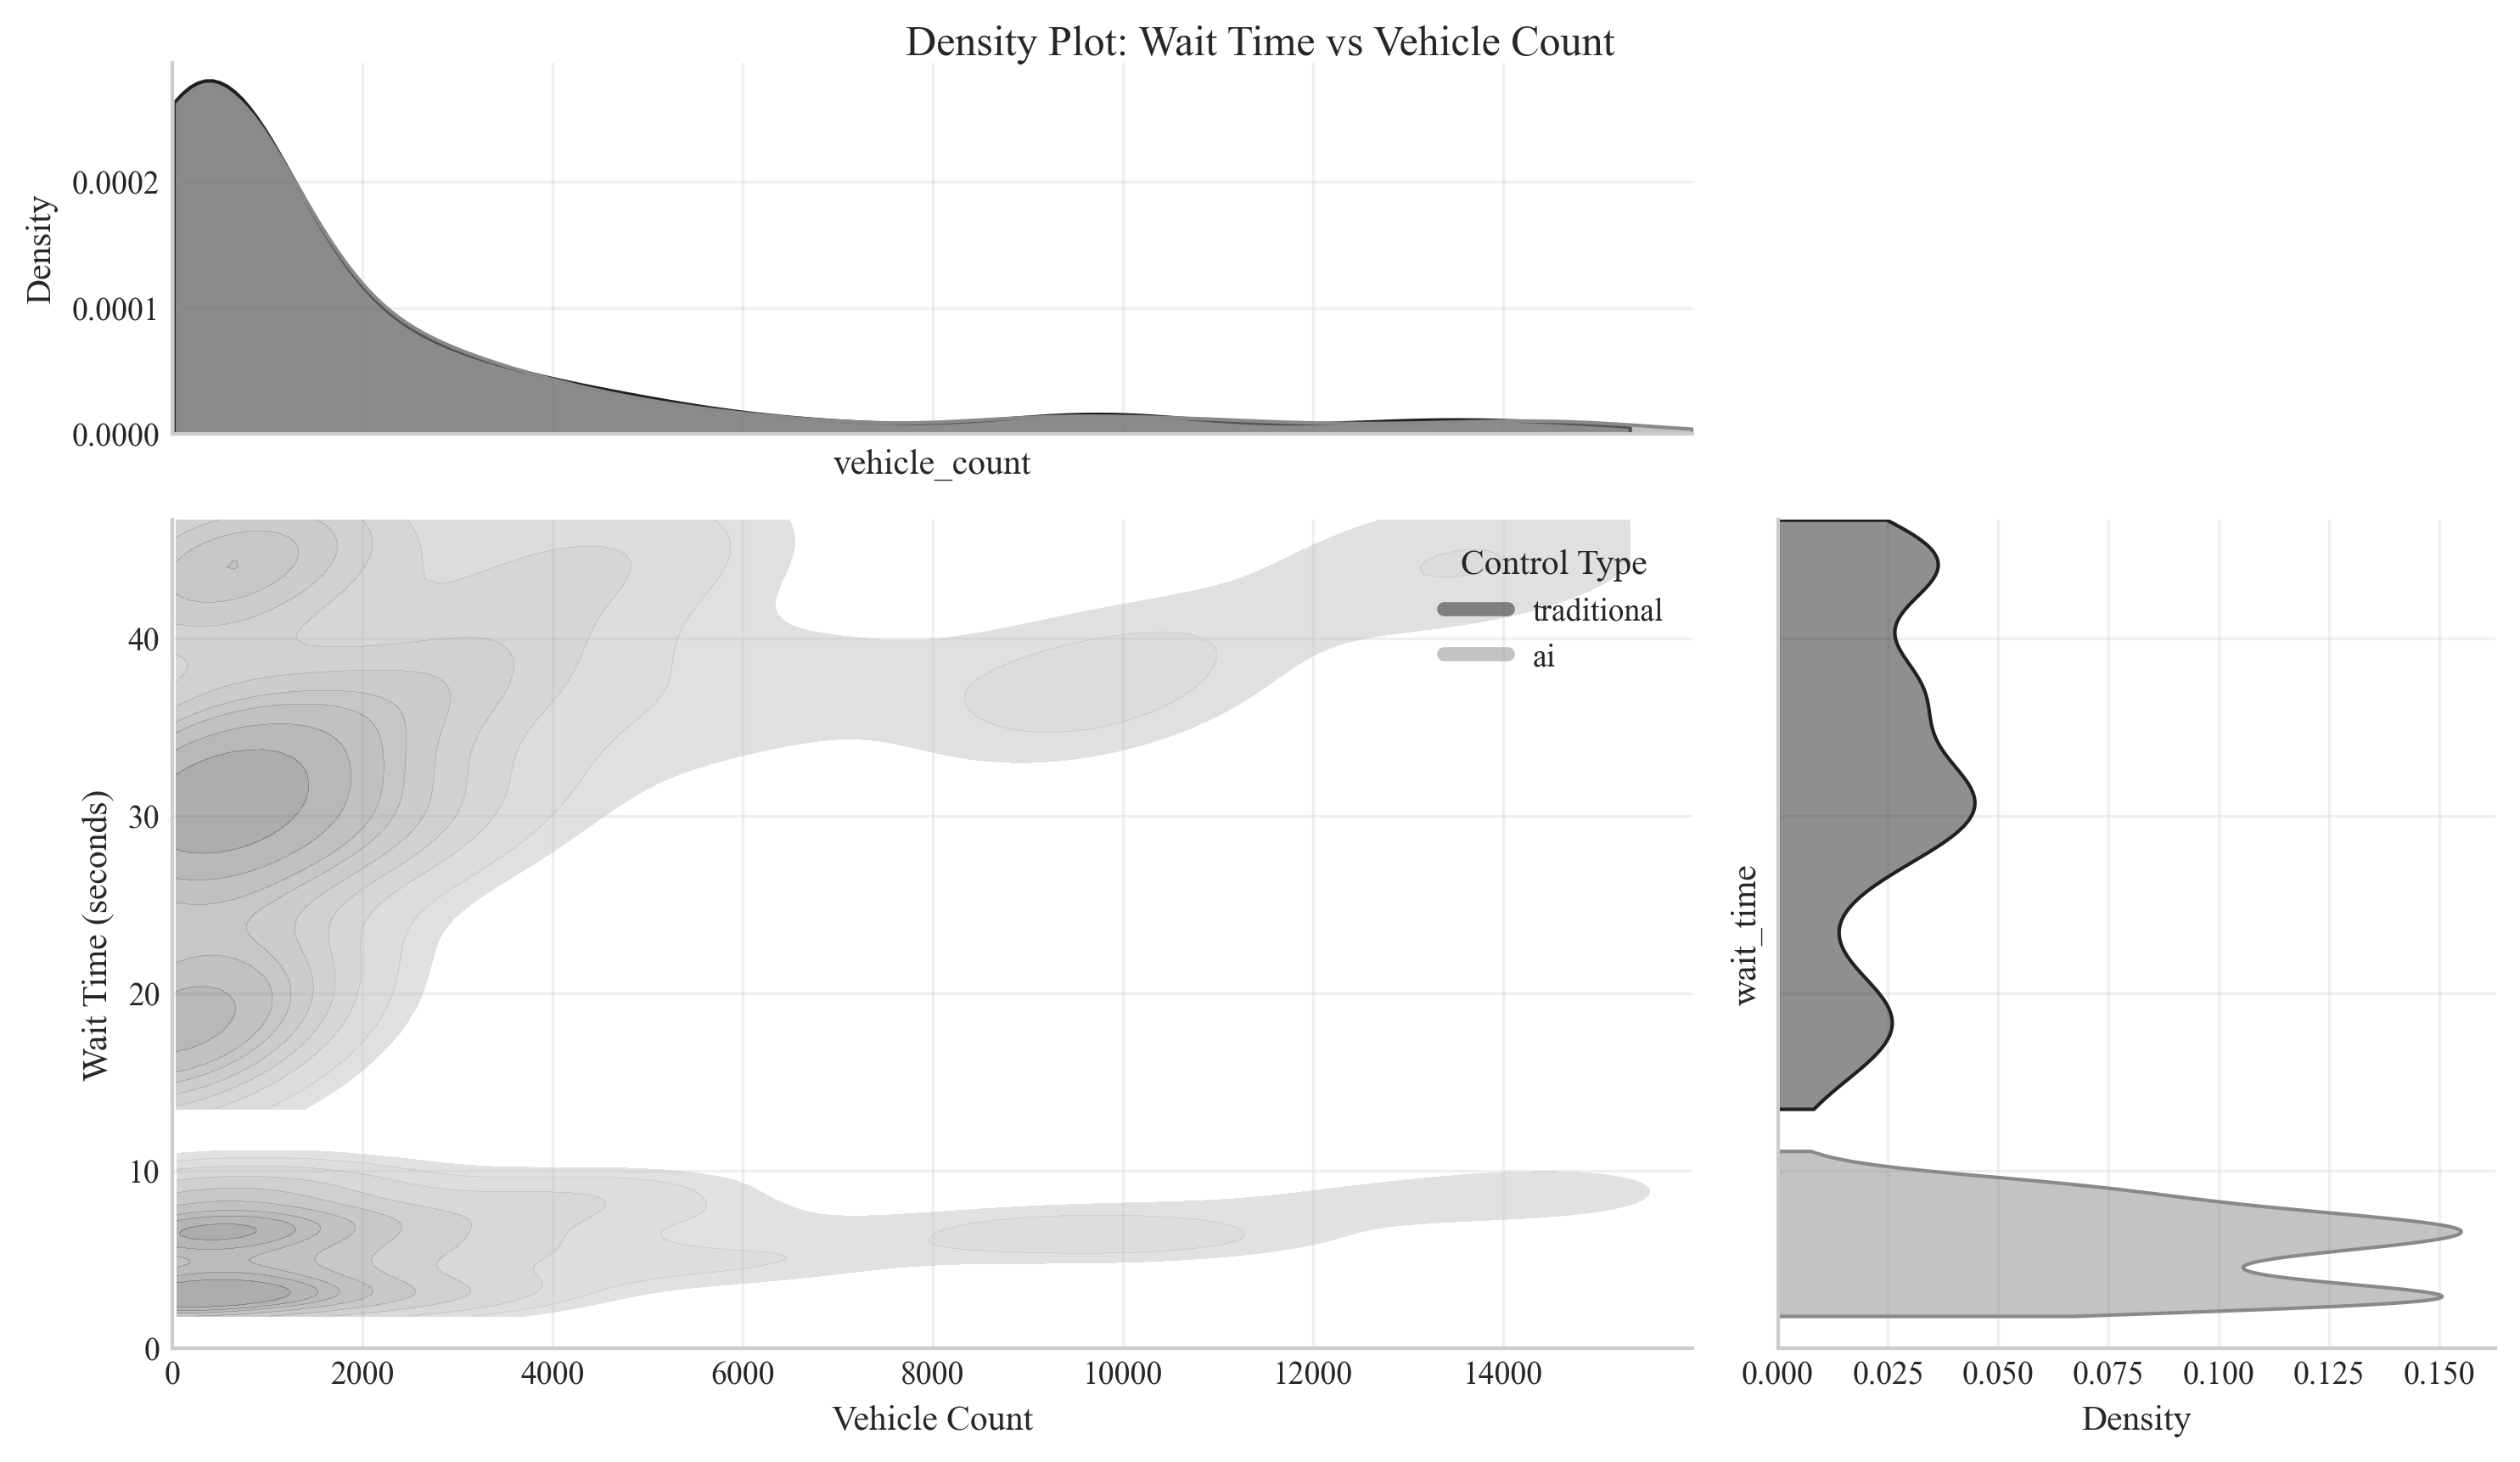 Density Plot: Wait Time vs Vehicle Count
Density
0.0002
0.0001
0.0000
vehicle_count
Wait Time (seconds)
40
30
20
10
0
Control Type
traditional
ai
0 2000 4000 6000 8000 10000 12000 14000
Vehicle Count
wait_time
0.000 0.025 0.050 0.075 0.100 0.125 0.150
Density